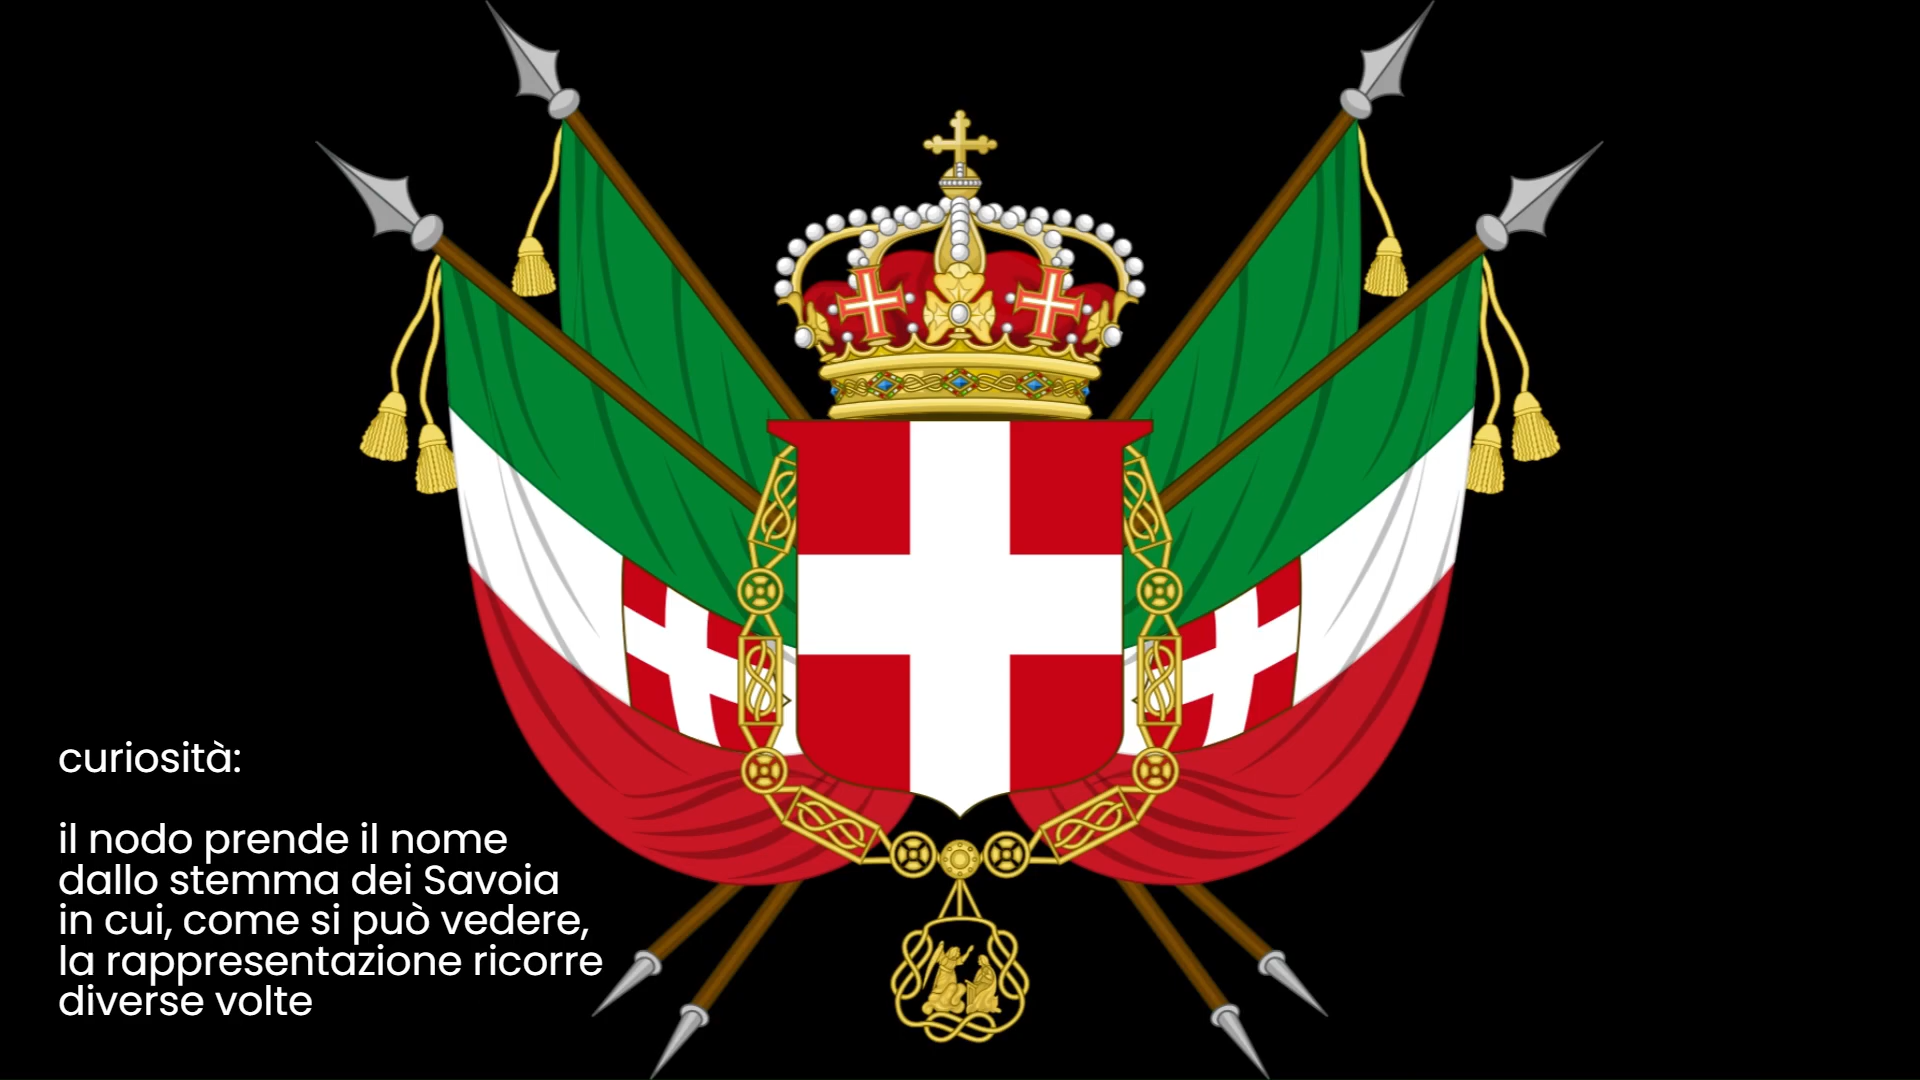 curiosità:
il nodo prende il nome
dallo stemma dei Savoia
in cui, come si può vedere,
la rappresentazione ricorre
diverse volte